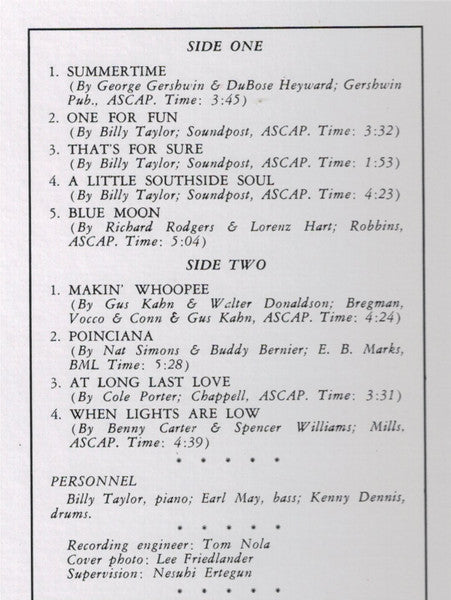 SIDE ONE
1. SUMMERTIME
(By George Gershwin & DuBose Heyward; Gershwin
Pub., ASCAP. Time: 3:45)
2. ONE FOR FUN
(By Billy Taylor; Soundpost, ASCAP. Time: 3:32)
3. THAT'S FOR SURE
(By Billy Taylor; Soundpost, ASCAP. Time: 1:53)
4. A LITTLE SOUTHSIDE SOUL
(By Billy Taylor; Soundpost, ASCAP. Time: 4:23)
5. BLUE MOON
(By Richard Rodgers & Lorenz Hart; Robbins,
ASCAP. Time: 5:04)
SIDE TWO
1. MAKIN' WHOOPEE
(By Gus Kahn & Walter Donaldson; Bregman,
Vocco & Conn & Gus Kahn, ASCAP. Time: 4:24)
2. POINCIANA
(By Nat Simons & Buddy Bernier; E. B. Marks,
BML Time: 5:28)
3. AT LONG LAST LOVE
(By Cole Porter; Chappell, ASCAP. Time: 3:31)
4. WHEN LIGHTS ARE LOW
(By Benny Carter & Spencer Williams; Mills,
ASCAP. Time: 4:39)
* * * * *
PERSONNEL
Billy Taylor, piano; Earl May, bass; Kenny Dennis,
drums.
* * * * *
Recording engineer: Tom Nola
Cover photo: Lee Friedlander
Supervision: Nesuhi Ertegun
* * * * *